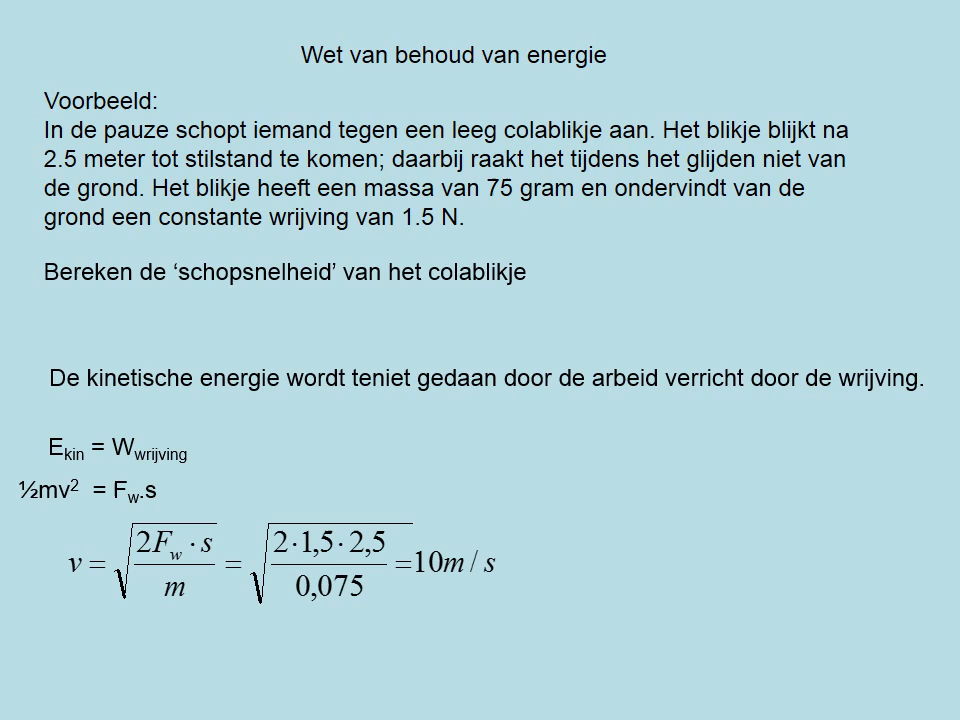 Wet van behoud van energie
Voorbeeld:
In de pauze schopt iemand tegen een leeg colablikje aan. Het blikje blijkt na
2.5 meter tot stilstand te komen; daarbij raakt het tijdens het glijden niet van
de grond. Het blikje heeft een massa van 75 gram en ondervindt van de
grond een constante wrijving van 1.5 N.
Bereken de ‘schopsnelheid’ van het colablikje
De kinetische energie wordt teniet gedaan door de arbeid verricht door de wrijving.
E_kin = W_wrijving
½mv² = F_w.s
v = √(2F_w · s / m) = √(2·1,5·2,5 / 0,075) = 10m / s